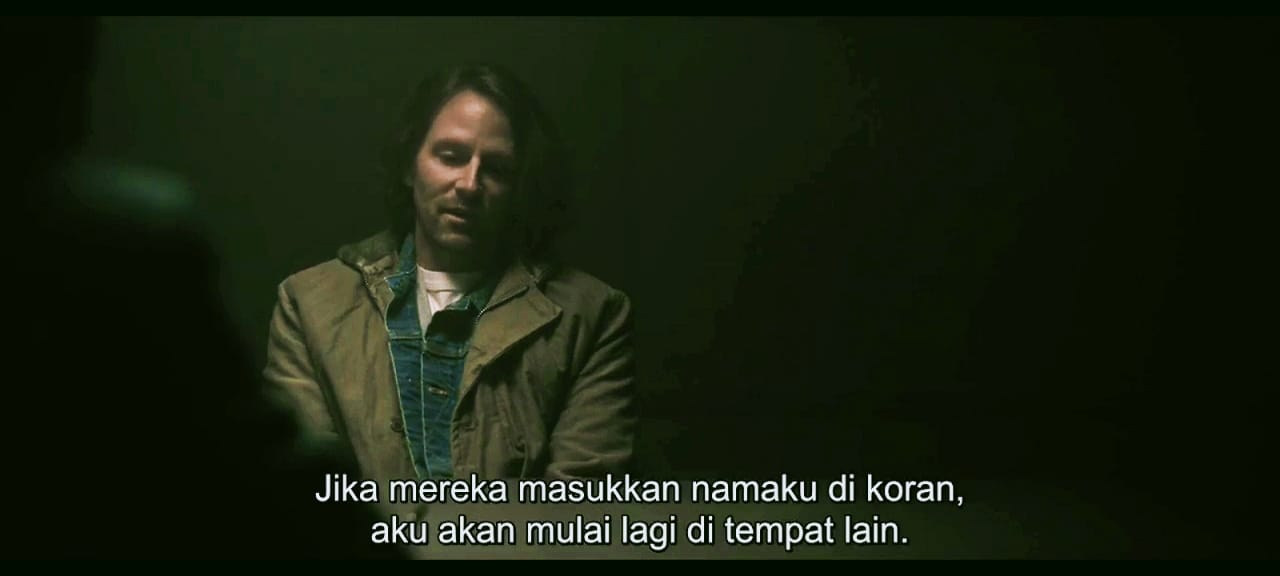 Jika mereka masukkan namaku di koran,
aku akan mulai lagi di tempat lain.